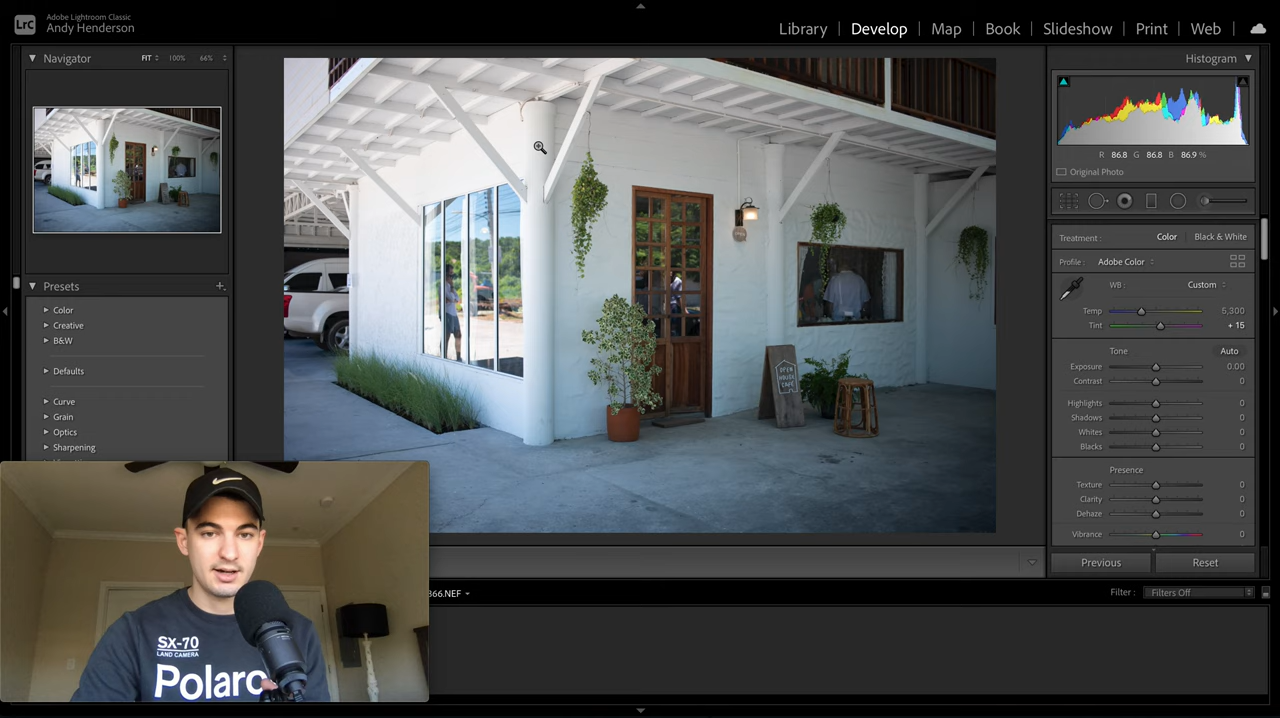 Lrc
Adobe Lightroom Classic
Andy Henderson
Library
Develop
Map
Book
Slideshow
Print
Web
Navigator
FIT
100%
66%
Histogram
R 86.8 G 86.8 B 86.9 %
Original Photo
Presets
Color
Creative
B&W
Defaults
Curve
Grain
Optics
Sharpening
OPEN
HOUSE
CAFE
Treatment :
Color
Black & White
Profile :
Adobe Color
WB :
Custom
Temp
5,300
Tint
+ 15
Tone
Auto
Exposure
0.00
Contrast
0
Highlights
0
Shadows
0
Whites
0
Blacks
0
Presence
Texture
0
Clarity
0
Dehaze
0
Vibrance
0
Previous
Reset
366.NEF
Filter :
Filters Off
SX-70
LAND CAMERA
Polaro